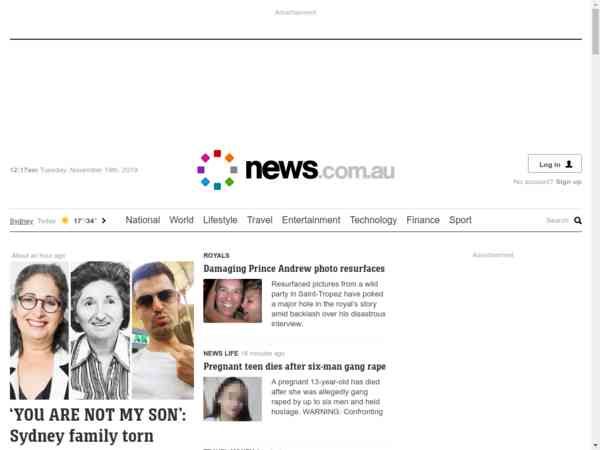 Advertisement
12:17am Tuesday, November 19th, 2019
news.com.au
Log in
No account? Sign up
Sydney Today 17°/34°
National World Lifestyle Travel Entertainment Technology Finance Sport
Search
About an hour ago
ROYALS
Advertisement
Damaging Prince Andrew photo resurfaces
Resurfaced pictures from a wild
party in Saint-Tropez have poked
a major hole in the royal's story
amid backlash over his disastrous
interview.
NEWS LIFE 16 minutes ago
Pregnant teen dies after six-man gang rape
A pregnant 13-year-old has died
after she was allegedly gang
raped by up to six men and held
hostage. WARNING: Confronting
‘YOU ARE NOT MY SON’:
Sydney family torn